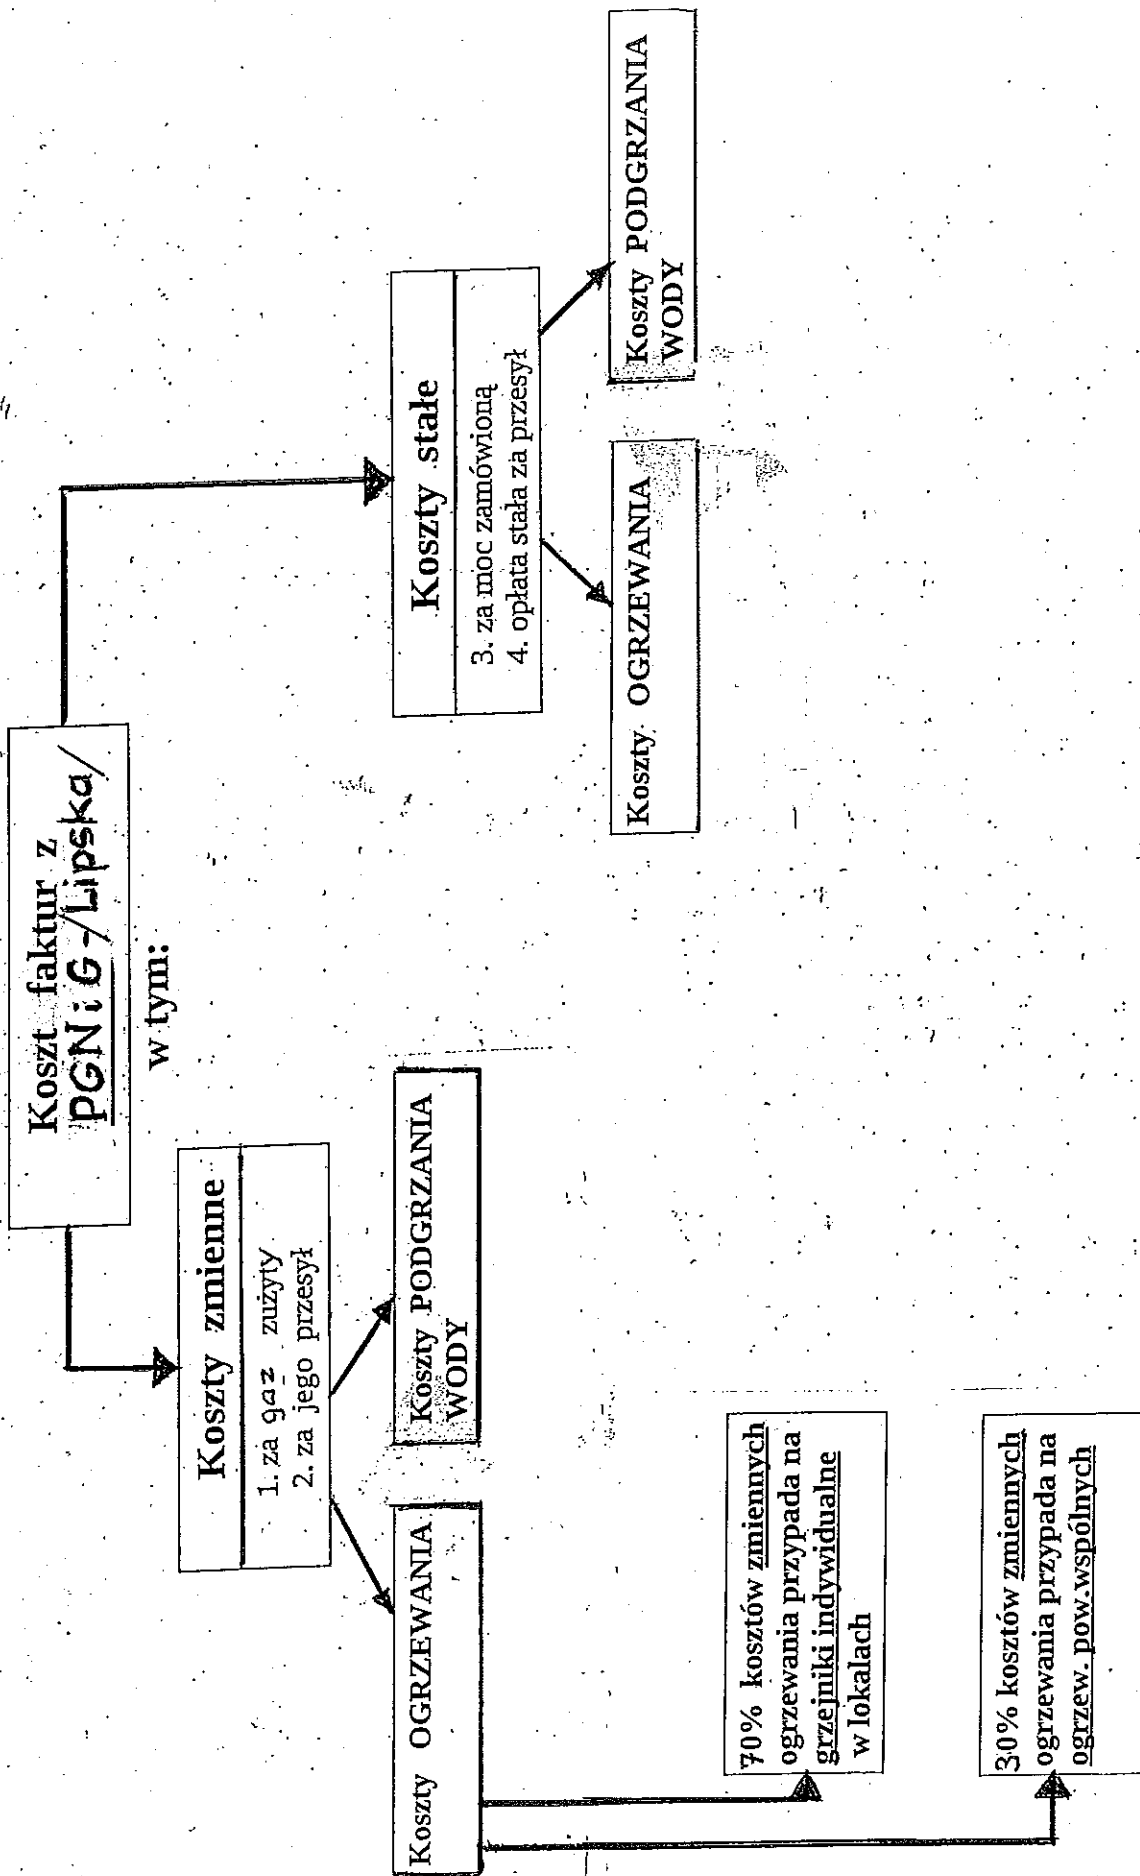 Koszt faktur z
PGNiG-/Lipska/
w tym:
Koszty zmienne
1. za gaz zużyty
2. za jego przesył
Koszty OGRZEWANIA
Koszty PODGRZANIA
WODY
70% kosztów zmiennych
ogrzewania przypada na
grzejniki indywidualne
w lokalach
30% kosztów zmiennych
ogrzewania przypada na
ogrzew. pow.wspólnych
Koszty stałe
3. za moc zamówioną
4. opłata stała za przesył
Koszty OGRZEWANIA
Koszty PODGRZANIA
WODY